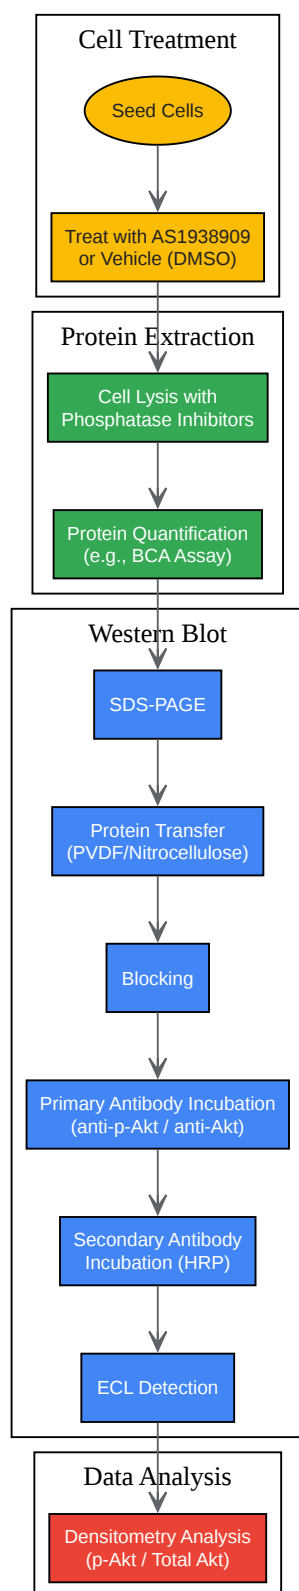 Cell Treatment
Seed Cells
Treat with AS1938909
or Vehicle (DMSO)
Protein Extraction
Cell Lysis with
Phosphatase Inhibitors
Protein Quantification
(e.g., BCA Assay)
Western Blot
SDS-PAGE
Protein Transfer
(PVDF/Nitrocellulose)
Blocking
Primary Antibody Incubation
(anti-p-Akt / anti-Akt)
Secondary Antibody
Incubation (HRP)
ECL Detection
Data Analysis
Densitometry Analysis
(p-Akt / Total Akt)